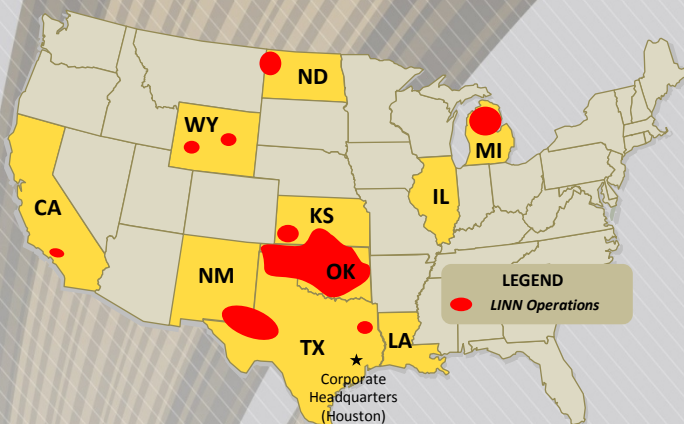 ND
WY
MI
CA
IL
KS
NM
OK
LEGEND
LINN Operations
TX
LA
Corporate
Headquarters
(Houston)